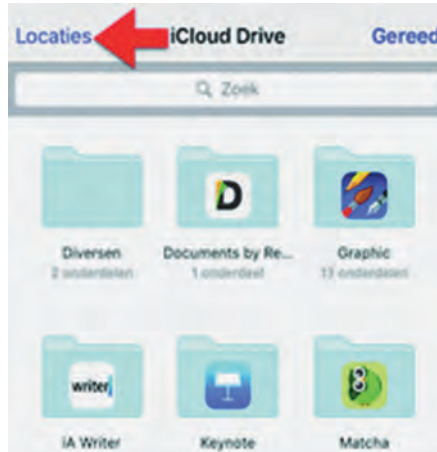 Locaties iCloud Drive Gereed
Zoek
Diversen Documents by Re... Graphic
2 onderdelen 1 onderdeel 13 onderdelen
writer
iA Writer Keynote Matcha